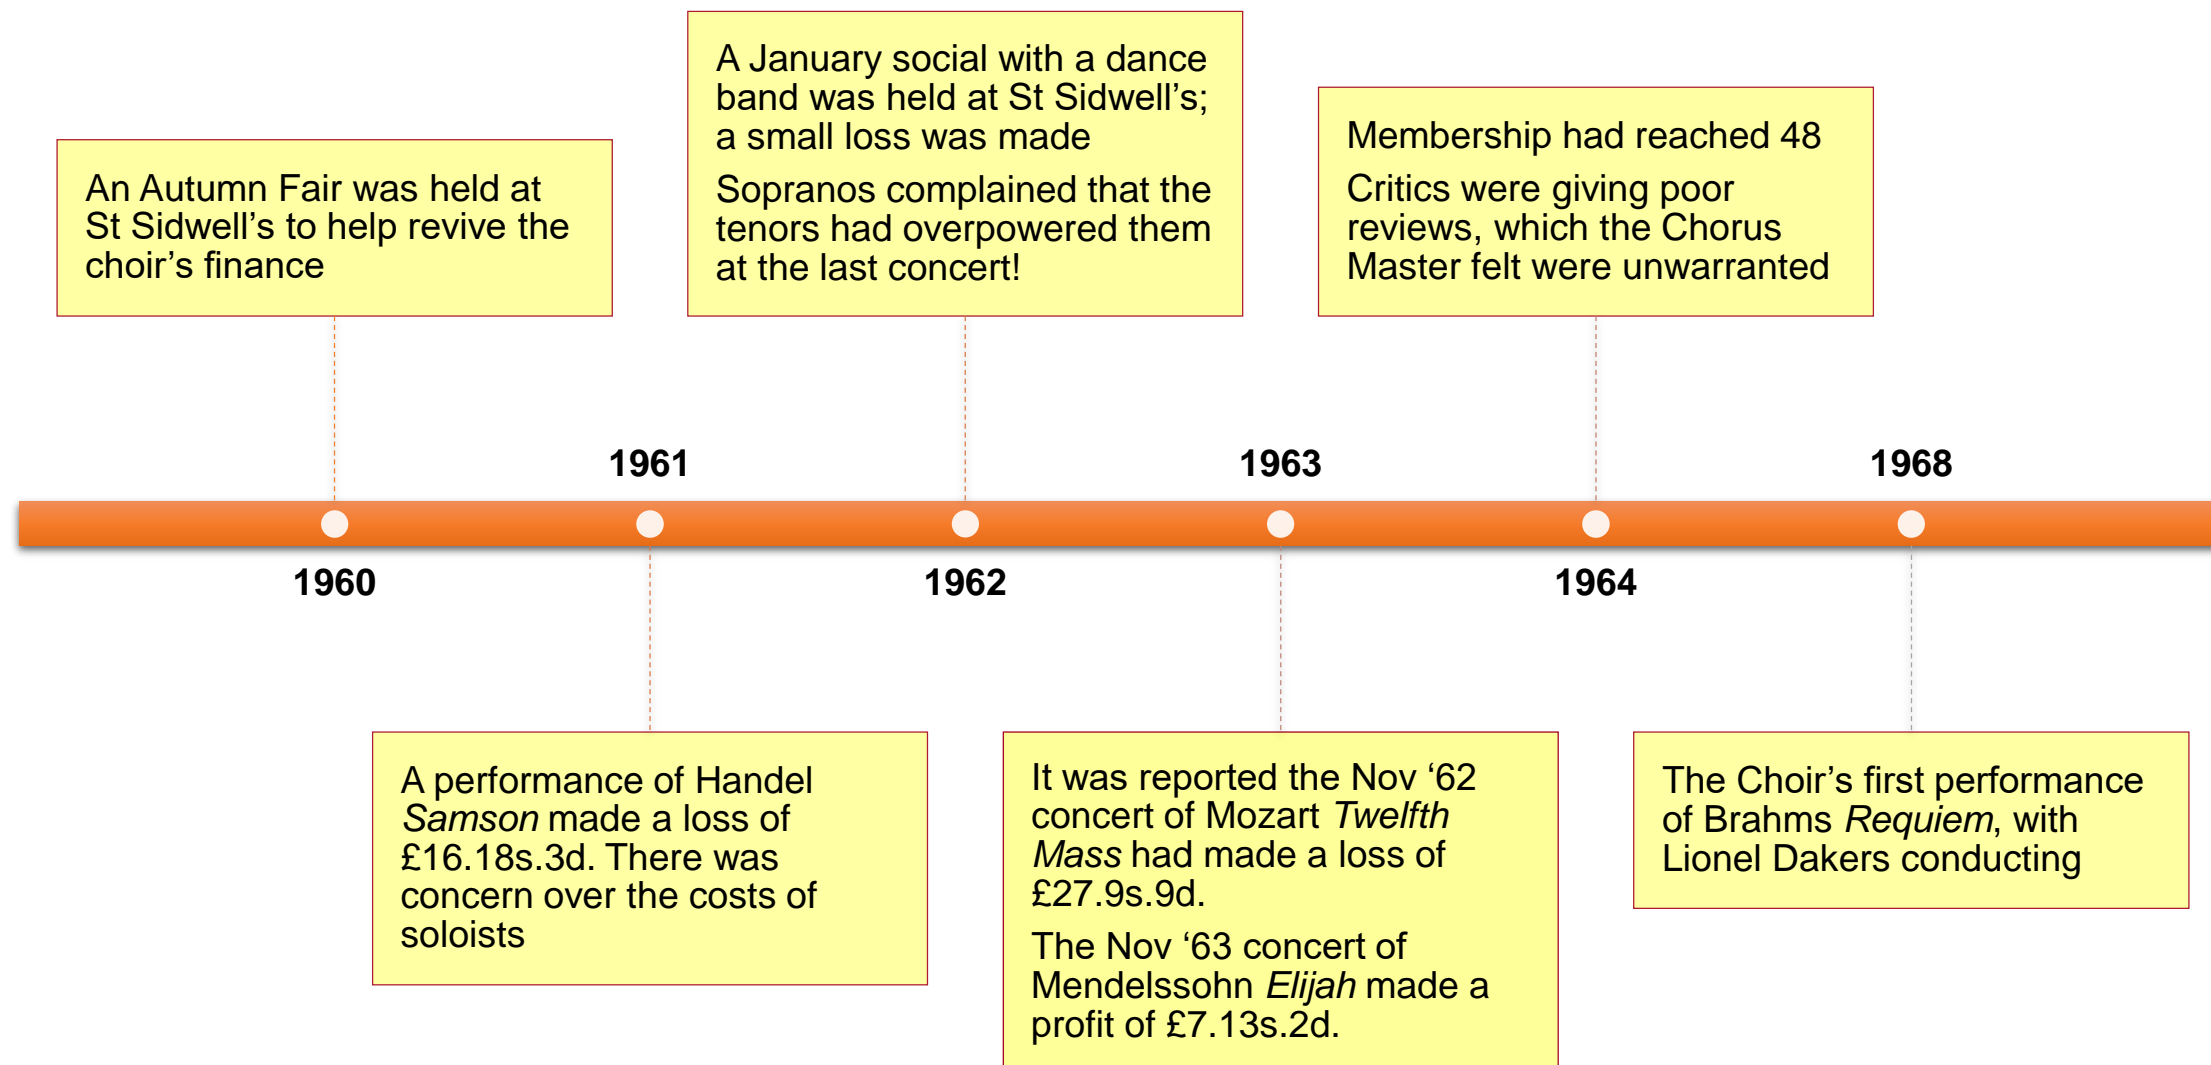 An Autumn Fair was held at
St Sidwell’s to help revive the
choir’s finance
1960
1961
A performance of Handel
Samson made a loss of
£16.18s.3d. There was
concern over the costs of
soloists
A January social with a dance
band was held at St Sidwell’s;
a small loss was made
Sopranos complained that the
tenors had overpowered them
at the last concert!
1962
1963
It was reported the Nov ‘62
concert of Mozart Twelfth
Mass had made a loss of
£27.9s.9d.
The Nov ‘63 concert of
Mendelssohn Elijah made a
profit of £7.13s.2d.
Membership had reached 48
Critics were giving poor
reviews, which the Chorus
Master felt were unwarranted
1964
1968
The Choir’s first performance
of Brahms Requiem, with
Lionel Dakers conducting